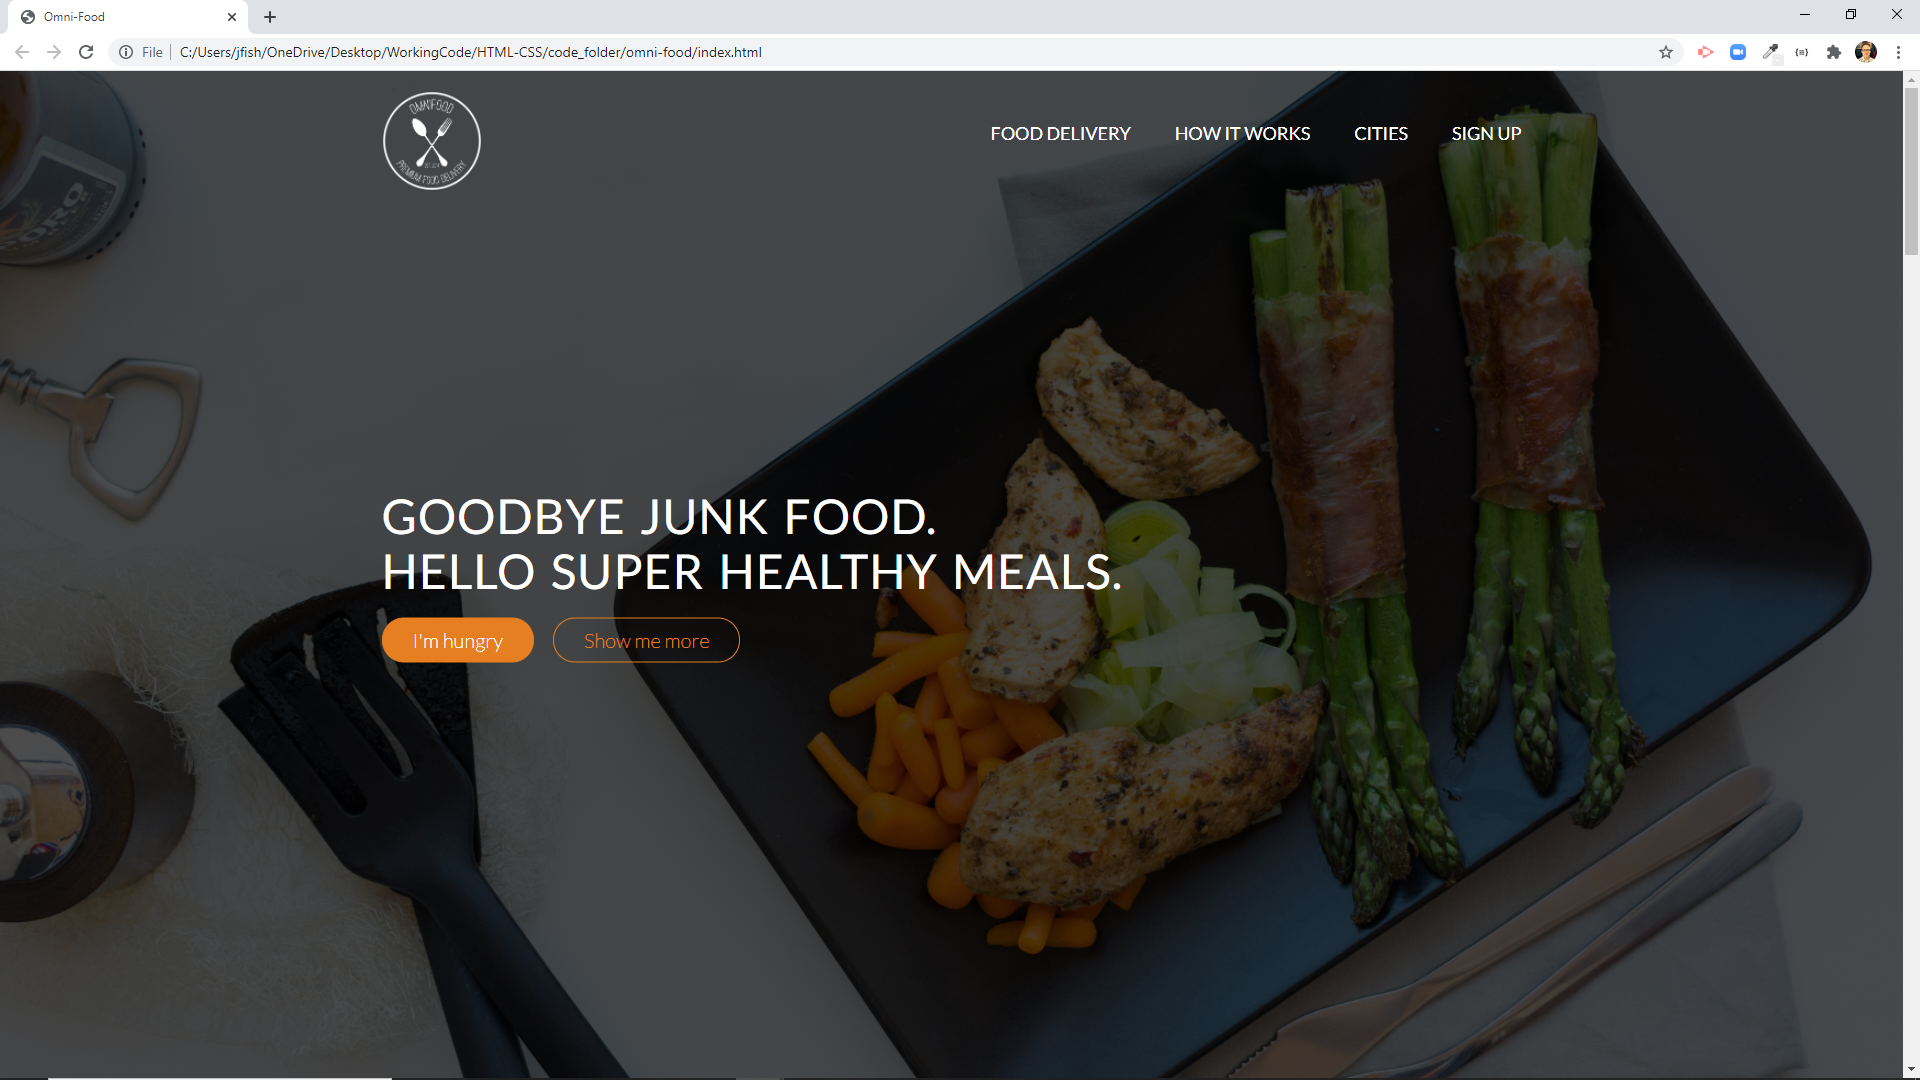 Omni-Food
File
C:/Users/jfish/OneDrive/Desktop/WorkingCode/HTML-CSS/code_folder/omni-food/index.html
OMNIFOOD
PREMIUM FOOD DELIVERY
FOOD DELIVERY HOW IT WORKS CITIES SIGN UP
GOODBYE JUNK FOOD.
HELLO SUPER HEALTHY MEALS.
I'm hungry Show me more